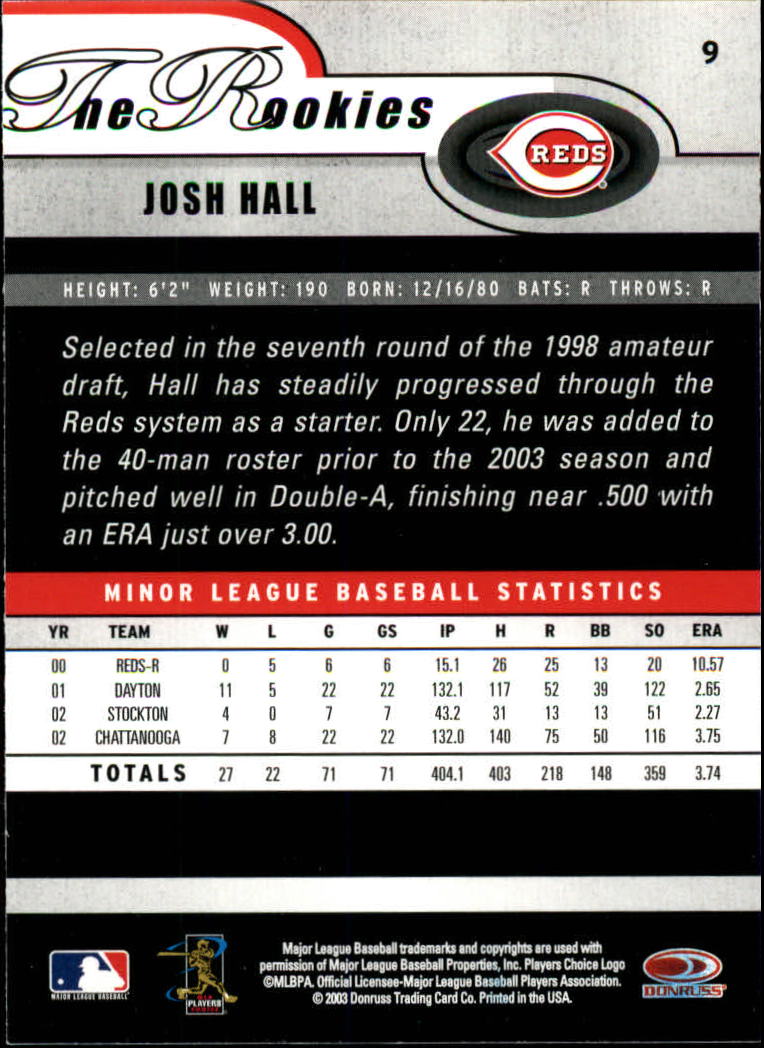 9
The Rookies
REDS
JOSH HALL
HEIGHT: 6'2" WEIGHT: 190 BORN: 12/16/80 BATS: R THROWS: R
Selected in the seventh round of the 1998 amateur
draft, Hall has steadily progressed through the
Reds system as a starter. Only 22, he was added to
the 40-man roster prior to the 2003 season and
pitched well in Double-A, finishing near .500 with
an ERA just over 3.00.
MINOR LEAGUE BASEBALL STATISTICS
YR TEAM W L G GS IP H R BB SO ERA
00 REDS-R 0 5 6 6 15.1 26 25 13 20 10.57
01 DAYTON 11 5 22 22 132.1 117 52 39 122 2.65
02 STOCKTON 4 0 7 7 43.2 31 13 13 51 2.27
02 CHATTANOOGA 7 8 22 22 132.0 140 75 50 116 3.75
TOTALS 27 22 71 71 404.1 403 218 148 359 3.74
Major League Baseball trademarks and copyrights are used with
permission of Major League Baseball Properties, Inc. Players Choice Logo
©MLBPA. Official Licensee-Major League Baseball Players Association.
© 2003 Donruss Trading Card Co. Printed in the USA.
MAJOR LEAGUE BASEBALL
PLAYERS
CHOICE
DONRUSS